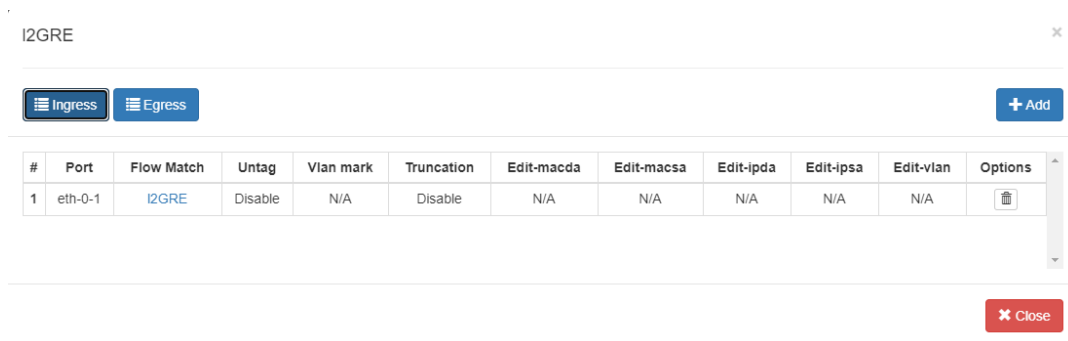 l2GRE ×
Ingress Egress Add
# Port Flow Match Untag Vlan mark Truncation Edit-macda Edit-macsa Edit-ipda Edit-ipsa Edit-vlan Options
1 eth-0-1 l2GRE Disable N/A Disable N/A N/A N/A N/A N/A
Close